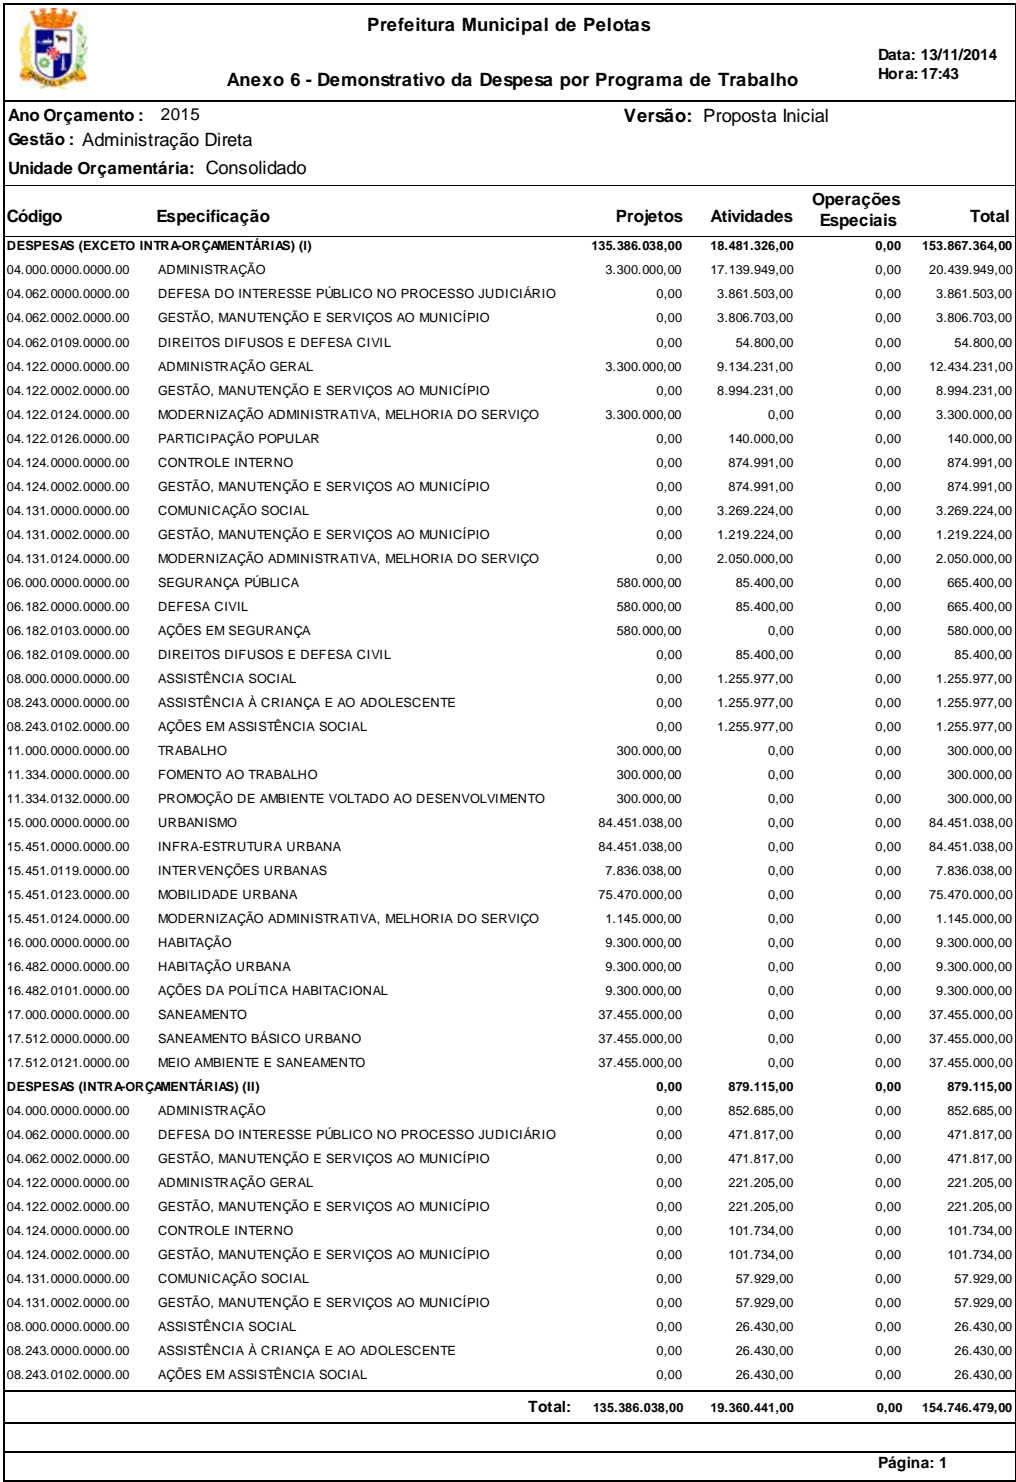 Prefeitura Municipal de Pelotas
Data: 13/11/2014
Anexo 6 - Demonstrativo da Despesa por Programa de Trabalho
Hora: 17:43
Ano Orçamento : 2015 Versão: Proposta Inicial
Gestão : Administração Direta
Unidade Orçamentária: Consolidado
Código Especificação Projetos Atividades Operações Especiais Total
DESPESAS (EXCETO INTRA-ORÇAMENTÁRIAS) (I) 135.386.038,00 18.481.326,00 0,00 153.867.364,00
04.000.0000.0000.00 ADMINISTRAÇÃO 3.300.000,00 17.139.949,00 0,00 20.439.949,00
04.062.0000.0000.00 DEFESA DO INTERESSE PÚBLICO NO PROCESSO JUDICIÁRIO 0,00 3.861.503,00 0,00 3.861.503,00
04.062.0002.0000.00 GESTÃO, MANUTENÇÃO E SERVIÇOS AO MUNICÍPIO 0,00 3.806.703,00 0,00 3.806.703,00
04.062.0109.0000.00 DIREITOS DIFUSOS E DEFESA CIVIL 0,00 54.800,00 0,00 54.800,00
04.122.0000.0000.00 ADMINISTRAÇÃO GERAL 3.300.000,00 9.134.231,00 0,00 12.434.231,00
04.122.0002.0000.00 GESTÃO, MANUTENÇÃO E SERVIÇOS AO MUNICÍPIO 0,00 8.994.231,00 0,00 8.994.231,00
04.122.0124.0000.00 MODERNIZAÇÃO ADMINISTRATIVA, MELHORIA DO SERVIÇO 3.300.000,00 0,00 0,00 3.300.000,00
04.122.0126.0000.00 PARTICIPAÇÃO POPULAR 0,00 140.000,00 0,00 140.000,00
04.124.0000.0000.00 CONTROLE INTERNO 0,00 874.991,00 0,00 874.991,00
04.124.0002.0000.00 GESTÃO, MANUTENÇÃO E SERVIÇOS AO MUNICÍPIO 0,00 874.991,00 0,00 874.991,00
04.131.0000.0000.00 COMUNICAÇÃO SOCIAL 0,00 3.269.224,00 0,00 3.269.224,00
04.131.0002.0000.00 GESTÃO, MANUTENÇÃO E SERVIÇOS AO MUNICÍPIO 0,00 1.219.224,00 0,00 1.219.224,00
04.131.0124.0000.00 MODERNIZAÇÃO ADMINISTRATIVA, MELHORIA DO SERVIÇO 0,00 2.050.000,00 0,00 2.050.000,00
06.000.0000.0000.00 SEGURANÇA PÚBLICA 580.000,00 85.400,00 0,00 665.400,00
06.182.0000.0000.00 DEFESA CIVIL 580.000,00 85.400,00 0,00 665.400,00
06.182.0103.0000.00 AÇÕES EM SEGURANÇA 580.000,00 0,00 0,00 580.000,00
06.182.0109.0000.00 DIREITOS DIFUSOS E DEFESA CIVIL 0,00 85.400,00 0,00 85.400,00
08.000.0000.0000.00 ASSISTÊNCIA SOCIAL 0,00 1.255.977,00 0,00 1.255.977,00
08.243.0000.0000.00 ASSISTÊNCIA À CRIANÇA E AO ADOLESCENTE 0,00 1.255.977,00 0,00 1.255.977,00
08.243.0102.0000.00 AÇÕES EM ASSISTÊNCIA SOCIAL 0,00 1.255.977,00 0,00 1.255.977,00
11.000.0000.0000.00 TRABALHO 300.000,00 0,00 0,00 300.000,00
11.334.0000.0000.00 FOMENTO AO TRABALHO 300.000,00 0,00 0,00 300.000,00
11.334.0132.0000.00 PROMOÇÃO DE AMBIENTE VOLTADO AO DESENVOLVIMENTO 300.000,00 0,00 0,00 300.000,00
15.000.0000.0000.00 URBANISMO 84.451.038,00 0,00 0,00 84.451.038,00
15.451.0000.0000.00 INFRA-ESTRUTURA URBANA 84.451.038,00 0,00 0,00 84.451.038,00
15.451.0119.0000.00 INTERVENÇÕES URBANAS 7.836.038,00 0,00 0,00 7.836.038,00
15.451.0123.0000.00 MOBILIDADE URBANA 75.470.000,00 0,00 0,00 75.470.000,00
15.451.0124.0000.00 MODERNIZAÇÃO ADMINISTRATIVA, MELHORIA DO SERVIÇO 1.145.000,00 0,00 0,00 1.145.000,00
16.000.0000.0000.00 HABITAÇÃO 9.300.000,00 0,00 0,00 9.300.000,00
16.482.0000.0000.00 HABITAÇÃO URBANA 9.300.000,00 0,00 0,00 9.300.000,00
16.482.0101.0000.00 AÇÕES DA POLÍTICA HABITACIONAL 9.300.000,00 0,00 0,00 9.300.000,00
17.000.0000.0000.00 SANEAMENTO 37.455.000,00 0,00 0,00 37.455.000,00
17.512.0000.0000.00 SANEAMENTO BÁSICO URBANO 37.455.000,00 0,00 0,00 37.455.000,00
17.512.0121.0000.00 MEIO AMBIENTE E SANEAMENTO 37.455.000,00 0,00 0,00 37.455.000,00
DESPESAS (INTRA-ORÇAMENTÁRIAS) (II) 0,00 879.115,00 0,00 879.115,00
04.000.0000.0000.00 ADMINISTRAÇÃO 0,00 852.685,00 0,00 852.685,00
04.062.0000.0000.00 DEFESA DO INTERESSE PÚBLICO NO PROCESSO JUDICIÁRIO 0,00 471.817,00 0,00 471.817,00
04.062.0002.0000.00 GESTÃO, MANUTENÇÃO E SERVIÇOS AO MUNICÍPIO 0,00 471.817,00 0,00 471.817,00
04.122.0000.0000.00 ADMINISTRAÇÃO GERAL 0,00 221.205,00 0,00 221.205,00
04.122.0002.0000.00 GESTÃO, MANUTENÇÃO E SERVIÇOS AO MUNICÍPIO 0,00 221.205,00 0,00 221.205,00
04.124.0000.0000.00 CONTROLE INTERNO 0,00 101.734,00 0,00 101.734,00
04.124.0002.0000.00 GESTÃO, MANUTENÇÃO E SERVIÇOS AO MUNICÍPIO 0,00 101.734,00 0,00 101.734,00
04.131.0000.0000.00 COMUNICAÇÃO SOCIAL 0,00 57.929,00 0,00 57.929,00
04.131.0002.0000.00 GESTÃO, MANUTENÇÃO E SERVIÇOS AO MUNICÍPIO 0,00 57.929,00 0,00 57.929,00
08.000.0000.0000.00 ASSISTÊNCIA SOCIAL 0,00 26.430,00 0,00 26.430,00
08.243.0000.0000.00 ASSISTÊNCIA À CRIANÇA E AO ADOLESCENTE 0,00 26.430,00 0,00 26.430,00
08.243.0102.0000.00 AÇÕES EM ASSISTÊNCIA SOCIAL 0,00 26.430,00 0,00 26.430,00
Total: 135.386.038,00 19.360.441,00 0,00 154.746.479,00
Página: 1